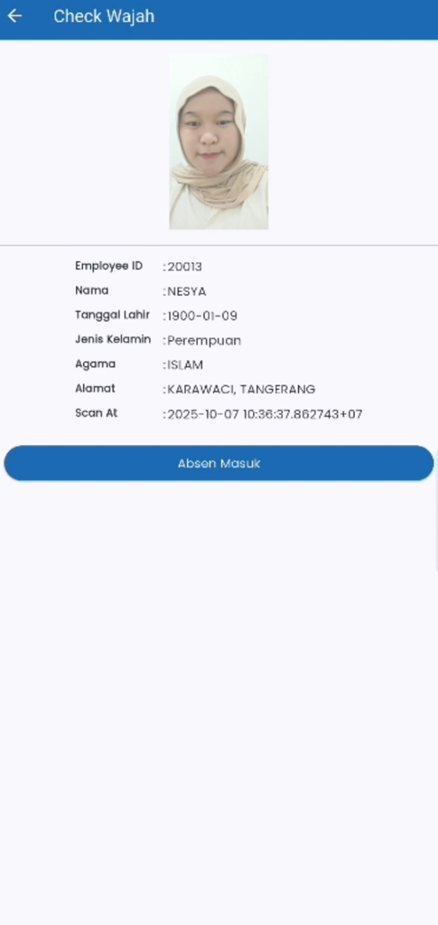 Check Wajah
Employee ID :20013
Nama :NESYA
Tanggal Lahir :1900-01-09
Jenis Kelamin :Perempuan
Agama :ISLAM
Alamat :KARAWACI, TANGERANG
Scan At :2025-10-07 10:36:37.862743+07
Absen Masuk